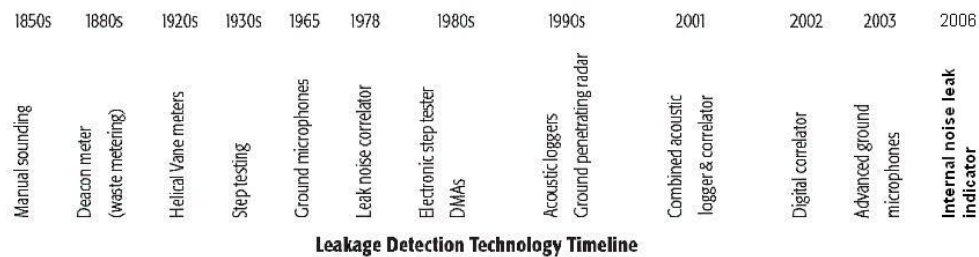 1850s 1880s 1920s 1930s 1965 1978 1980s 1990s 2001 2002 2003 2006
Manual sounding
Deacon meter
(waste metering)
Helical Vane meters
Step testing
Ground microphones
Leak noise correlator
Electronic step tester
DMAs
Acoustic loggers
Ground penetrating radar
Combined acoustic
logger & correlator
Digital correlator
Advanced ground
microphones
Internal noise leak
indicator
Leakage Detection Technology Timeline